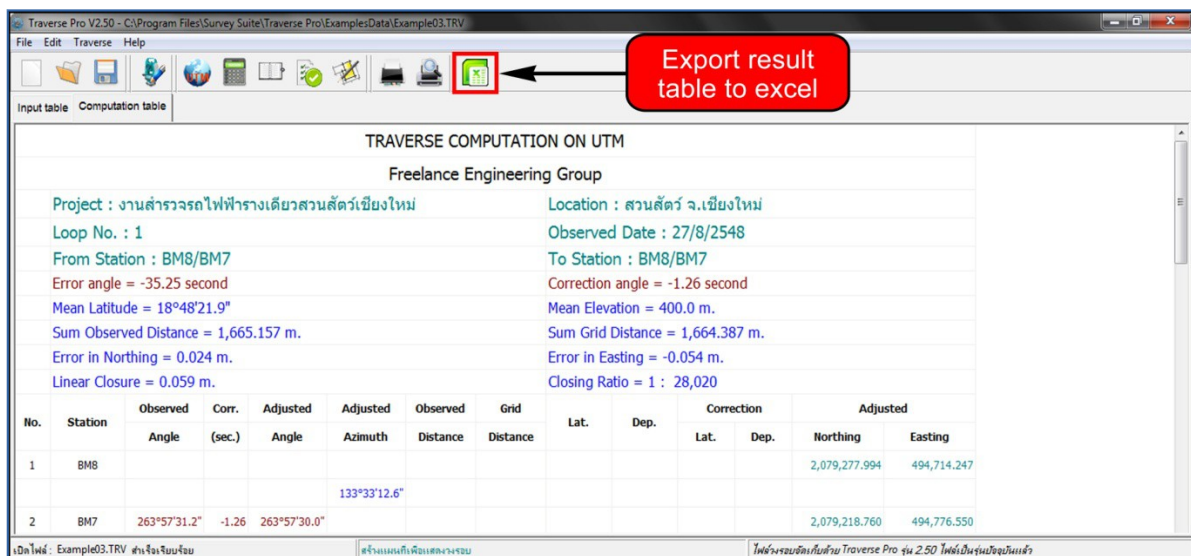 Traverse Pro V2.50 - C:\Program Files\Survey Suite\Traverse Pro\ExamplesData\Example03.TRV
File Edit Traverse Help
Export result
table to excel
Input table Computation table
TRAVERSE COMPUTATION ON UTM
Freelance Engineering Group
Project : งานสำรวจรถไฟฟ้ารางเดียวสวนสัตว์เชียงใหม่ Location : สวนสัตว์ จ.เชียงใหม่
Loop No. : 1 Observed Date : 27/8/2548
From Station : BM8/BM7 To Station : BM8/BM7
Error angle = -35.25 second Correction angle = -1.26 second
Mean Latitude = 18°48'21.9" Mean Elevation = 400.0 m.
Sum Observed Distance = 1,665.157 m. Sum Grid Distance = 1,664.387 m.
Error in Northing = 0.024 m. Error in Easting = -0.054 m.
Linear Closure = 0.059 m. Closing Ratio = 1 : 28,020
No. Station Observed Angle Corr. (sec.) Adjusted Angle Adjusted Azimuth Observed Distance Grid Distance Lat. Dep. Correction Lat. Dep. Adjusted Northing Easting
1 BM8 2,079,277.994 494,714.247
133°33'12.6"
2 BM7 263°57'31.2" -1.26 263°57'30.0" 2,079,218.760 494,776.550
เปิดไฟล์ : Example03.TRV สำเร็จเรียบร้อย สร้างแผนที่เพื่อแสดงวงรอบ ไฟล์วงรอบจัดเก็บด้วย Traverse Pro รุ่น 2.50 ไฟล์เป็นรุ่นปัจจุบันแล้ว